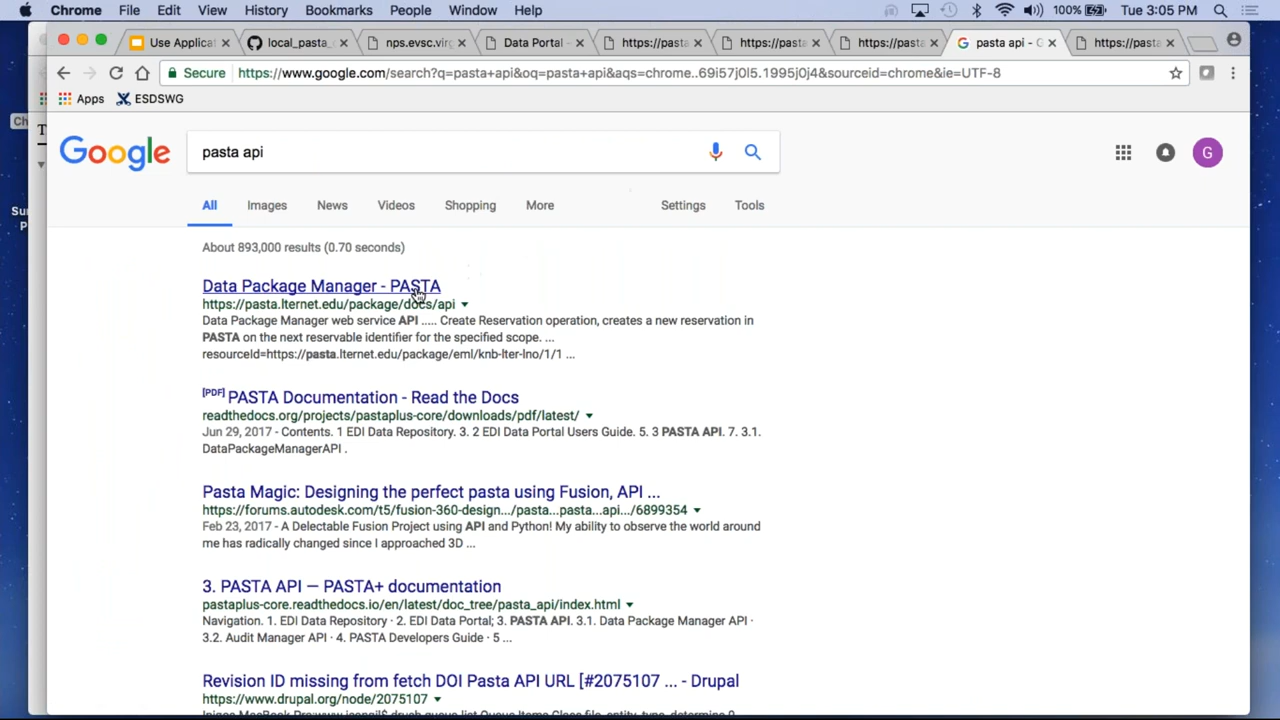 Chrome File Edit View History Bookmarks People Window Help 100% Tue 3:05 PM
Use Applicat local_pasta_ nps.evsc.virg Data Portal https://paste https://paste https://paste pasta api - G https://paste
Secure https://www.google.com/search?q=pasta+api&oq=pasta+api&aqs=chrome..69i57j0l5.1995j0j4&sourceid=chrome&ie=UTF-8
Apps ESDSWG
Ch
T
Google pasta api G
Su
P
All Images News Videos Shopping More Settings Tools
About 893,000 results (0.70 seconds)
Data Package Manager - PASTA
https://pasta.lternet.edu/package/docs/api
Data Package Manager web service API ..... Create Reservation operation, creates a new reservation in
PASTA on the next reservable identifier for the specified scope. ...
resourceId=https://pasta.lternet.edu/package/eml/knb-lter-lno/1/1 ...
[PDF] PASTA Documentation - Read the Docs
readthedocs.org/projects/pastaplus-core/downloads/pdf/latest/
Jun 29, 2017 - Contents. 1 EDI Data Repository. 3. 2 EDI Data Portal Users Guide. 5. 3 PASTA API. 7. 3.1.
DataPackageManagerAPI .
Pasta Magic: Designing the perfect pasta using Fusion, API ...
https://forums.autodesk.com/t5/fusion-360-design.../pasta...pasta...api.../6899354
Feb 23, 2017 - A Delectable Fusion Project using API and Python! My ability to observe the world around
me has radically changed since I approached 3D ...
3. PASTA API — PASTA+ documentation
pastaplus-core.readthedocs.io/en/latest/doc_tree/pasta_api/index.html
Navigation. 1. EDI Data Repository · 2. EDI Data Portal; 3. PASTA API. 3.1. Data Package Manager API ·
3.2. Audit Manager API · 4. PASTA Developers Guide · 5 ...
Revision ID missing from fetch DOI Pasta API URL [#2075107 ... - Drupal
https://www.drupal.org/node/2075107